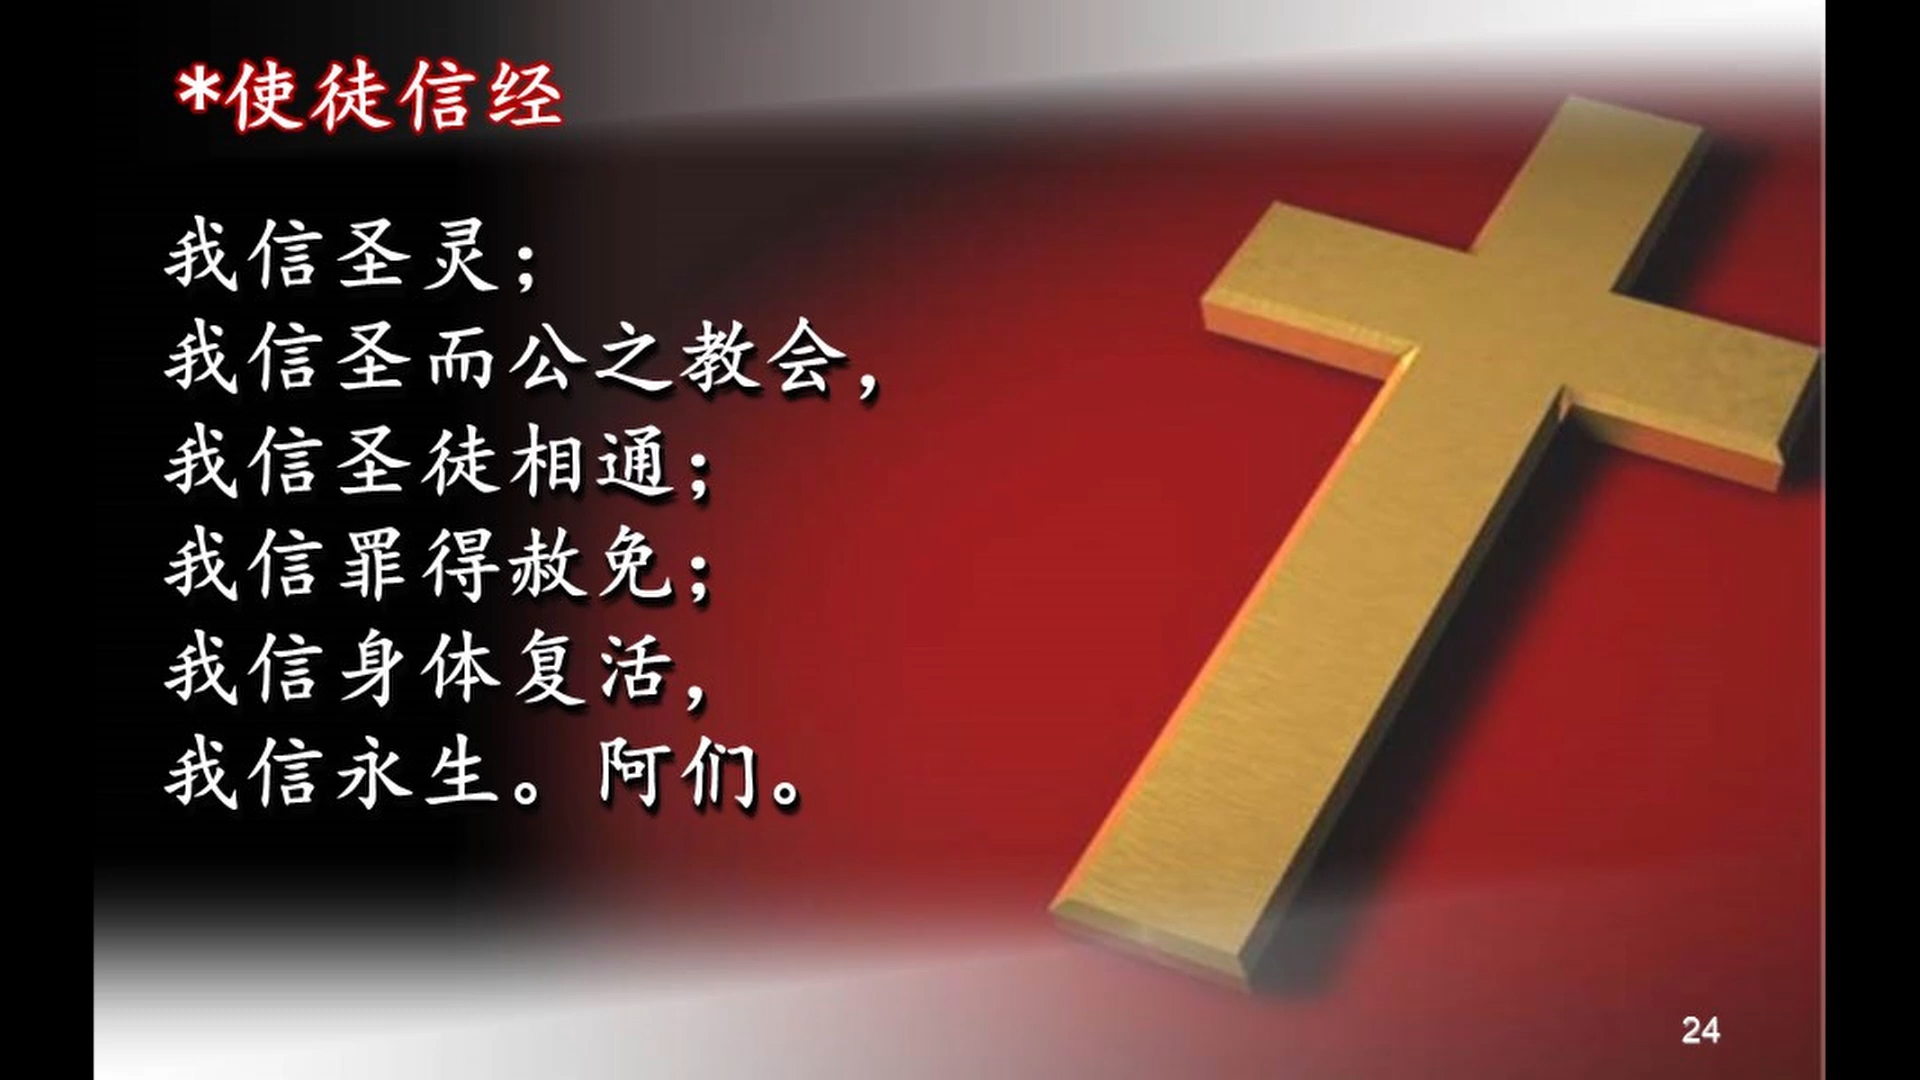 *使徒信经
我信圣灵；
我信圣而公之教会，
我信圣徒相通；
我信罪得赦免；
我信身体复活，
我信永生。阿们。
24